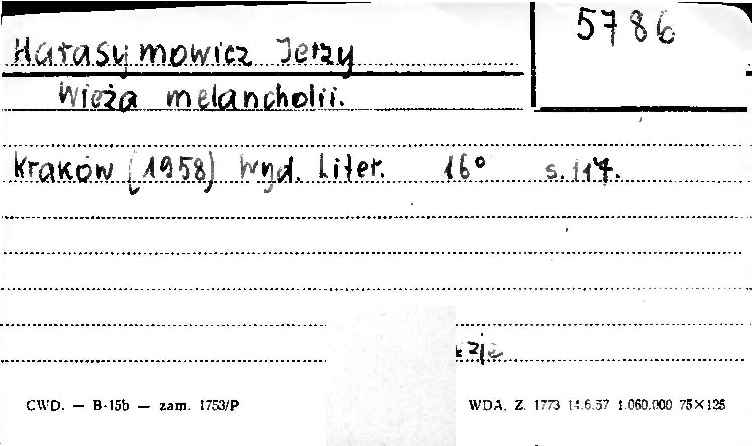 5786
Harasymowicz Jerzy
Wieża melancholii.
Kraków (1958) Wyd. Liter. 16° s. 117.
CWD. — B-15b — zam. 1753/P
WDA. Z. 1773 14.6.57 1.060.000 75×125